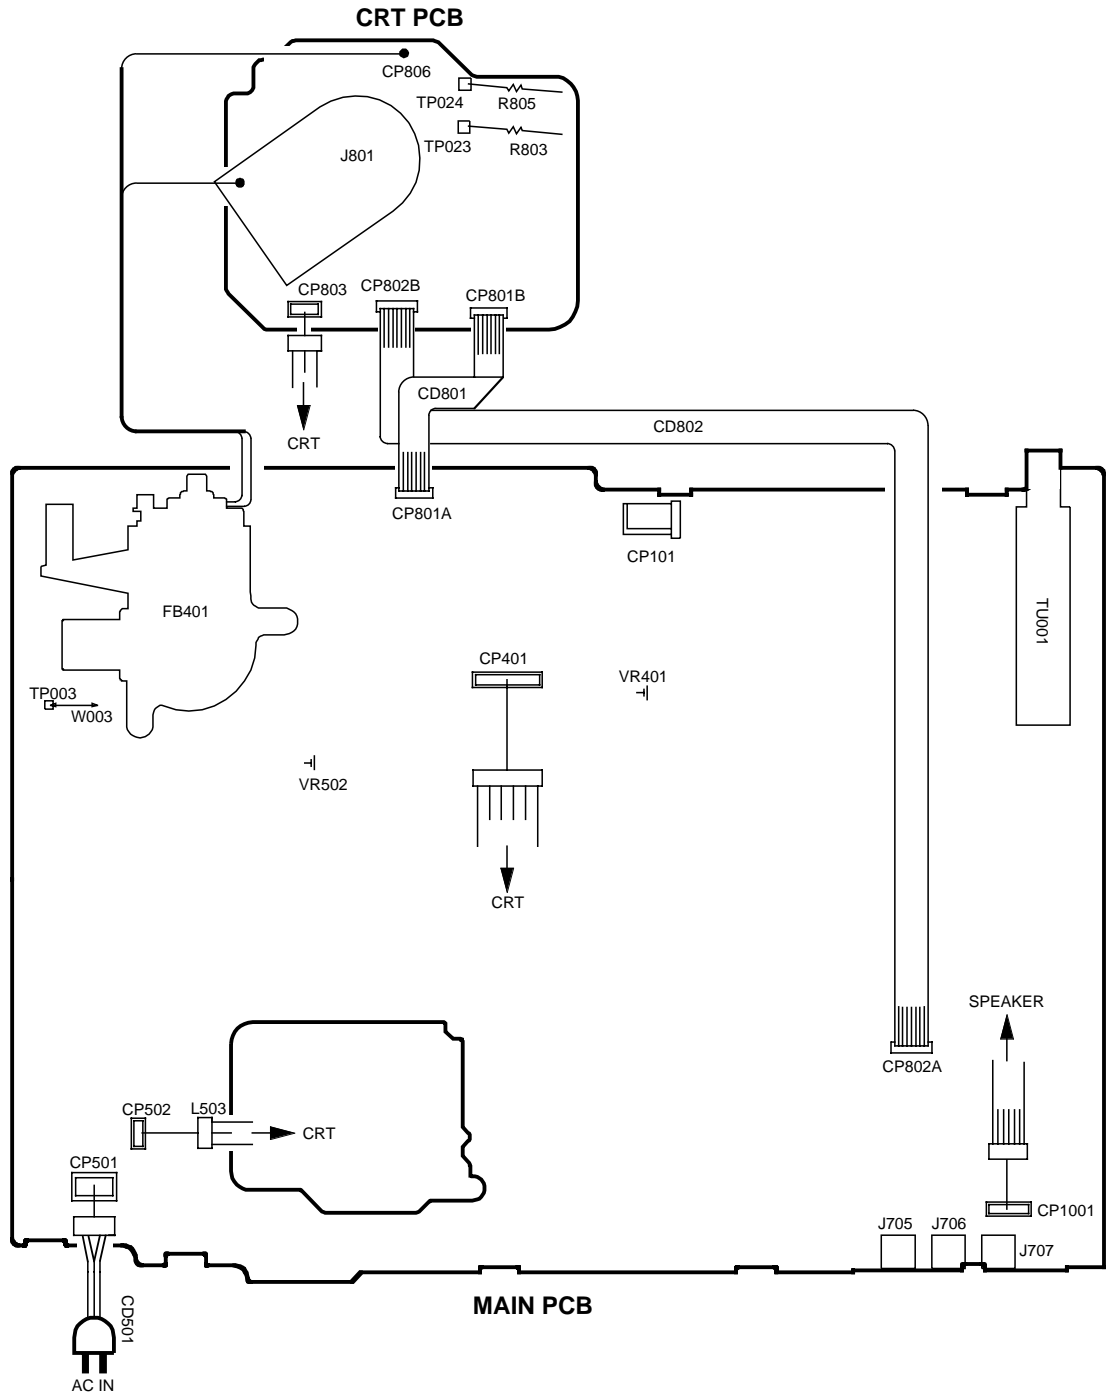 CRT PCB
CP806
TP024
R805
TP023
R803
J801
CP803
CP802B
CP801B
CD801
CD802
CRT
CP801A
CP101
FB401
TU001
CP401
VR401
TP003
W003
VR502
CRT
SPEAKER
CP802A
CP502
L503
CRT
CP501
CP1001
J705
J706
J707
CD501
MAIN PCB
AC IN